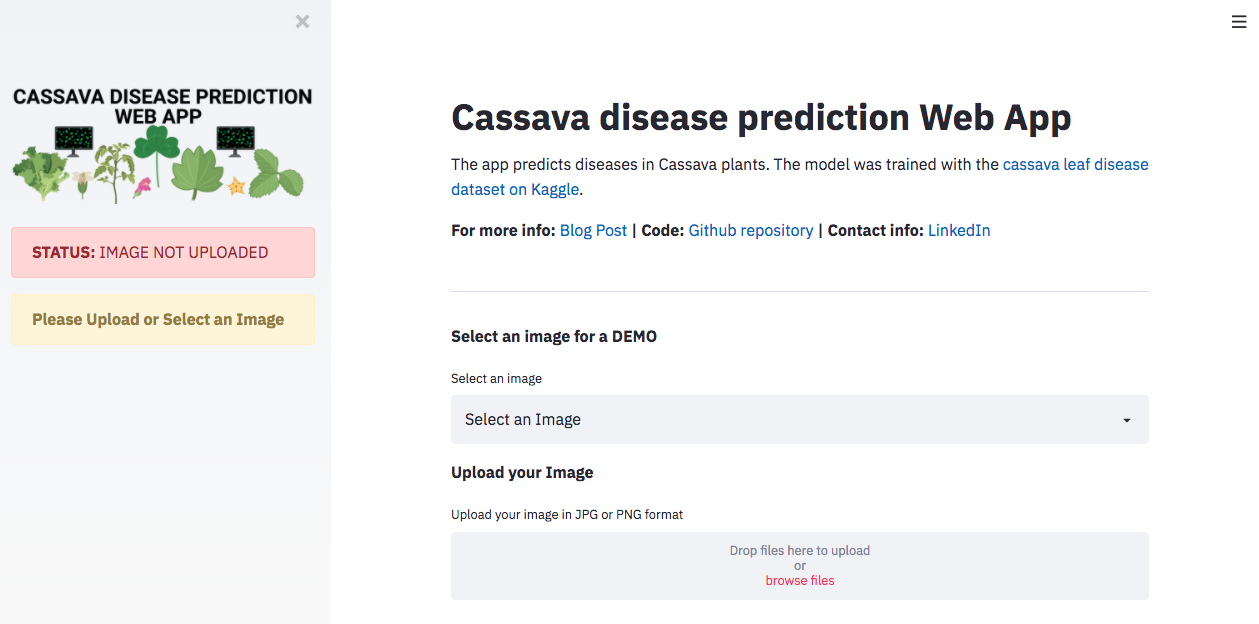 CASSAVA DISEASE PREDICTION
WEB APP
STATUS: IMAGE NOT UPLOADED
Please Upload or Select an Image
Cassava disease prediction Web App
The app predicts diseases in Cassava plants. The model was trained with the cassava leaf disease
dataset on Kaggle.
For more info: Blog Post | Code: Github repository | Contact info: LinkedIn
Select an image for a DEMO
Select an image
Select an Image
Upload your Image
Upload your image in JPG or PNG format
Drop files here to upload
or
browse files